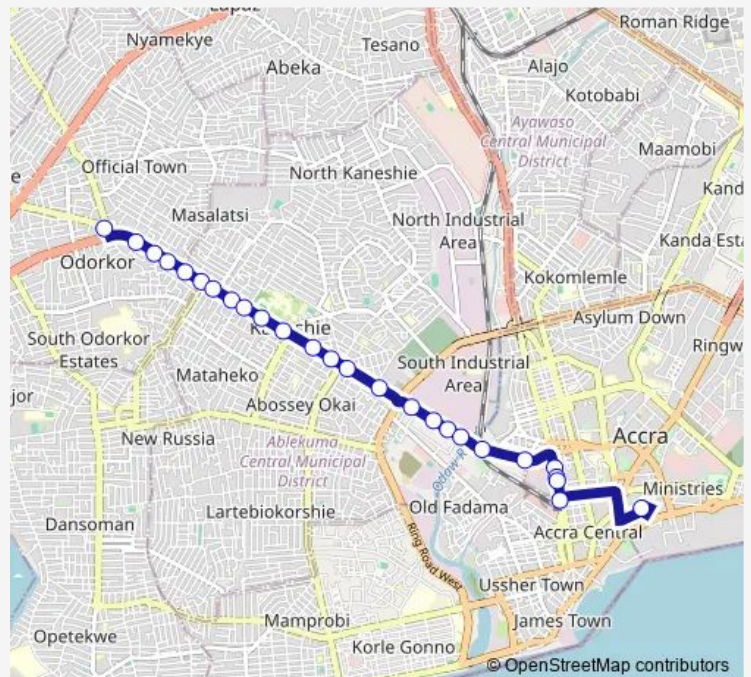 Roman Ridge
Nyamekye
Tesano
Abeka
Alajo
Kotobabi
Ayawaso
Central Municipal
District
Maamobi
Official Town
North Kaneshie
Kand
Masalatsi
North Industrial
Area
Kanda Esta
Odorkor
Kokomlemle
Asylum Down
South Odorkor
Estates
Ringw
South Industrial
Area
Mataheko
jor
Abossey Okai
Accra
New Russia
Ablekuma
Central Municipal
District
Odaw-R
Ministries
Old Fadama
Lartebiokorshie
Dansoman
Accra Central
Ring Road West
Ussher Town
James Town
Mamprobi
Opetekwe
Korle Gonno
© OpenStreetMap contributors